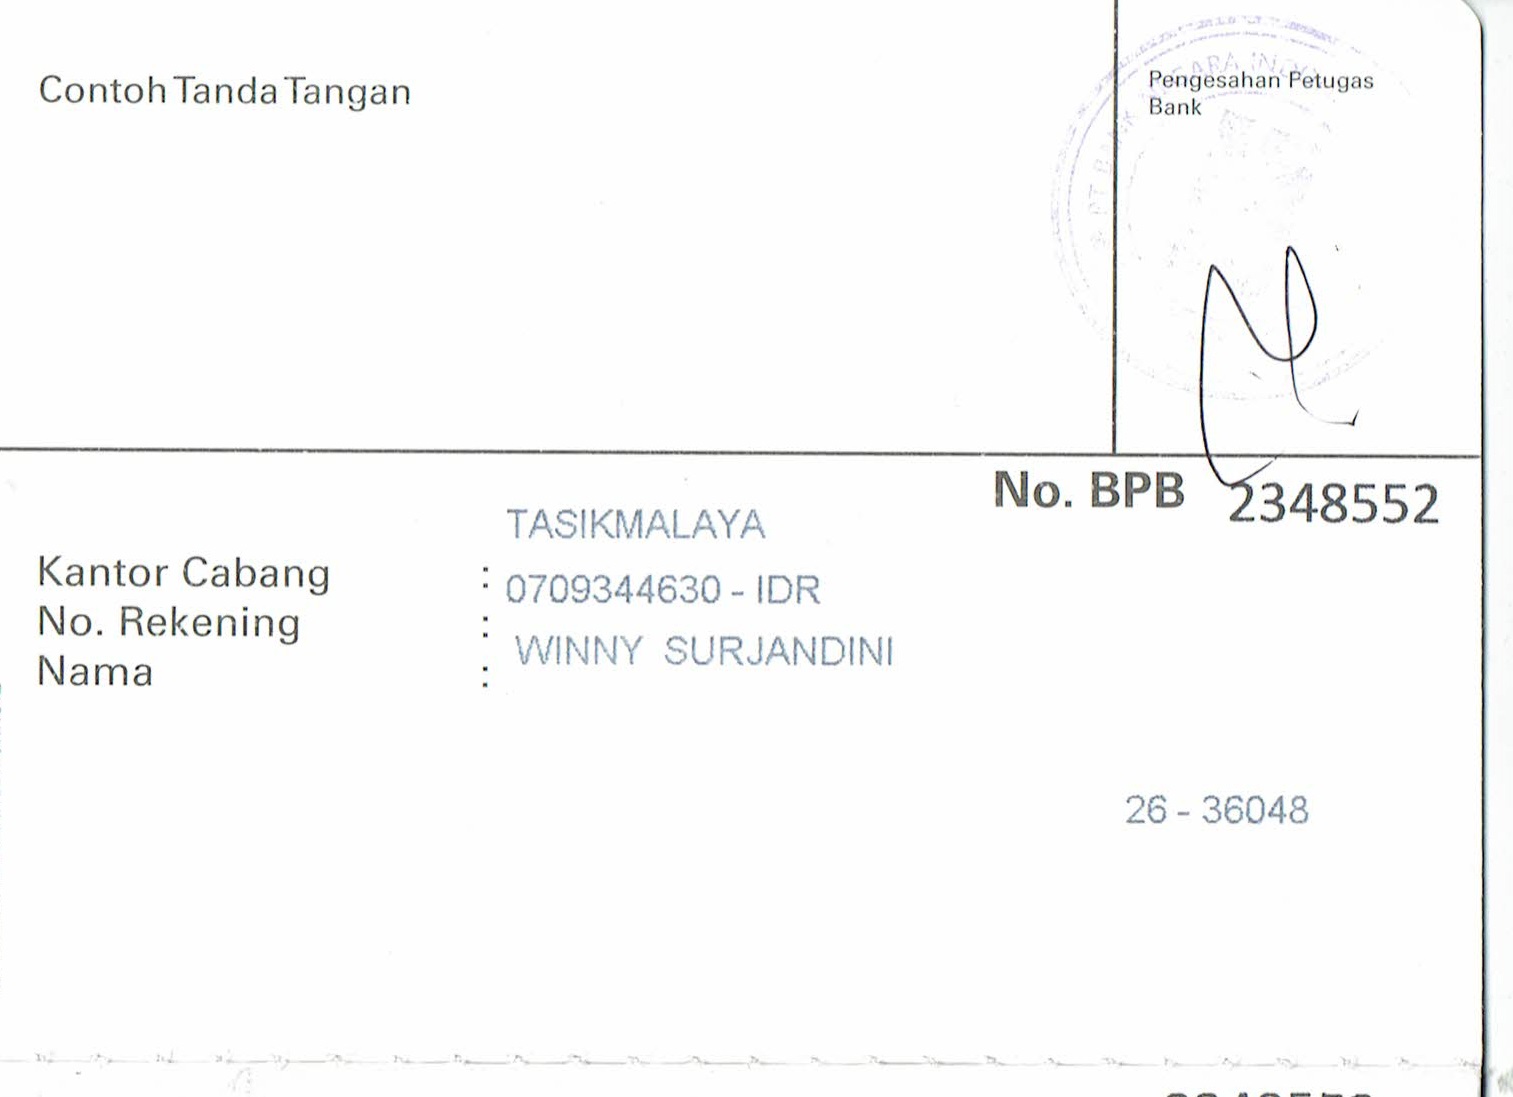 Contoh Tanda Tangan
Pengesahan Petugas
Bank
No. BPB 2348552
TASIKMALAYA
Kantor Cabang :
0709344630 - IDR
No. Rekening :
WINNY SURJANDINI
Nama :
26 - 36048